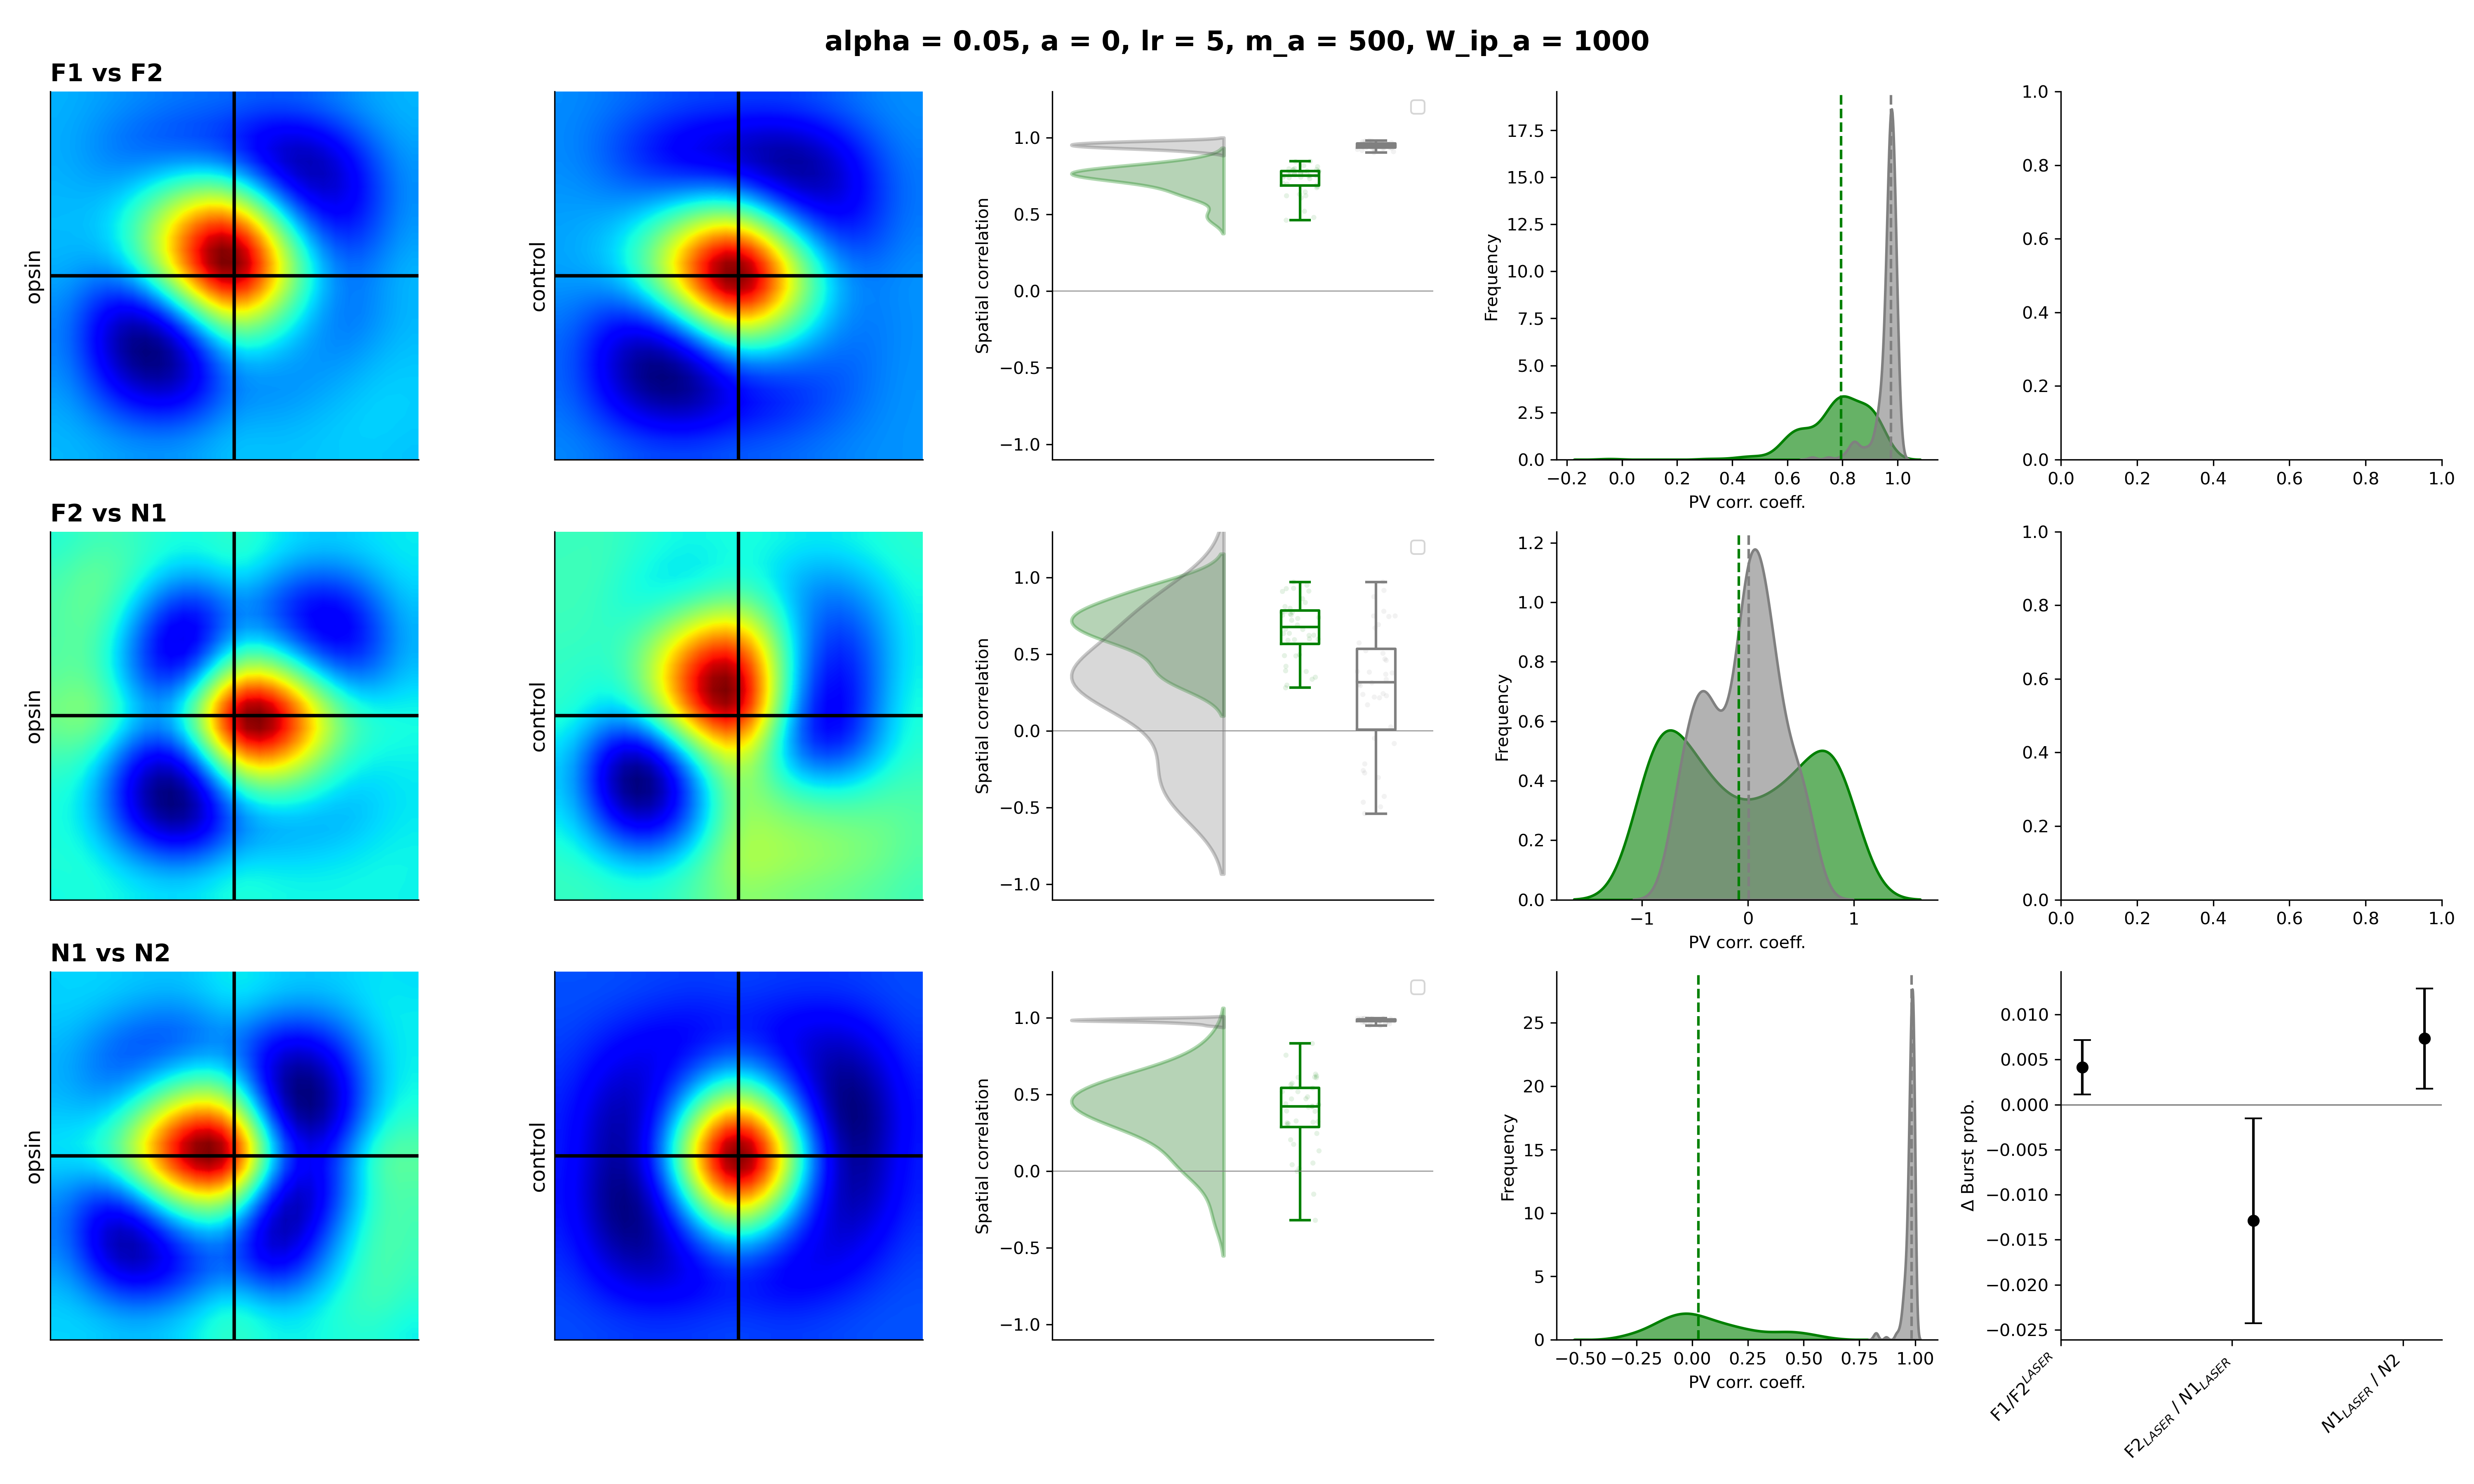 alpha = 0.05, a = 0, lr = 5, m_a = 500, W_ip_a = 1000
F1 vs F2
opsin
control
Spatial correlation
1.0
0.5
0.0
−0.5
−1.0
Frequency
17.5
15.0
12.5
10.0
7.5
5.0
2.5
0.0
−0.2 0.0 0.2 0.4 0.6 0.8 1.0
PV corr. coeff.
1.0
0.8
0.6
0.4
0.2
0.0
0.0 0.2 0.4 0.6 0.8 1.0
F2 vs N1
opsin
control
Spatial correlation
1.0
0.5
0.0
−0.5
−1.0
Frequency
1.2
1.0
0.8
0.6
0.4
0.2
0.0
−1 0 1
PV corr. coeff.
1.0
0.8
0.6
0.4
0.2
0.0
0.0 0.2 0.4 0.6 0.8 1.0
N1 vs N2
opsin
control
Spatial correlation
1.0
0.5
0.0
−0.5
−1.0
Frequency
25
20
15
10
5
0
−0.50 −0.25 0.00 0.25 0.50 0.75 1.00
PV corr. coeff.
Δ Burst prob.
0.010
0.005
0.000
−0.005
−0.010
−0.015
−0.020
−0.025
F1/F2^LASER
F2_LASER / N1_LASER
N1_LASER / N2